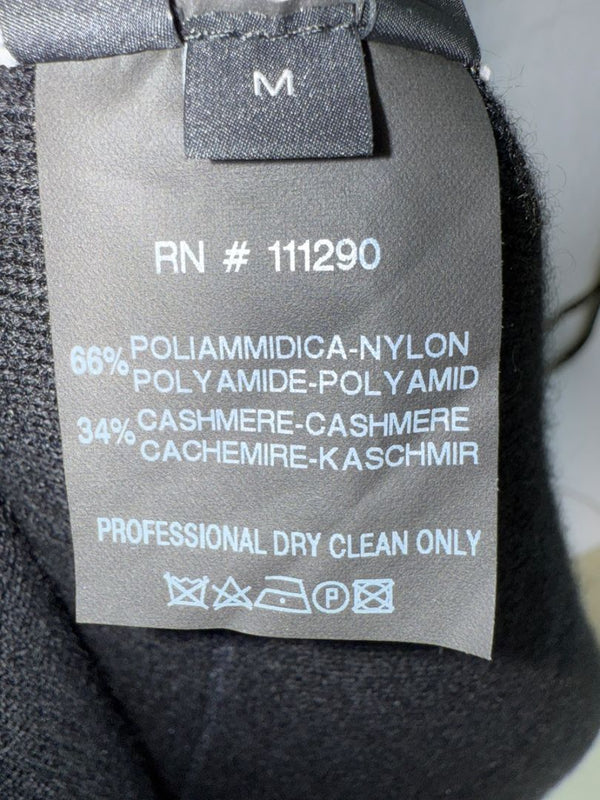 M
RN # 111290
66% POLIAMMIDICA-NYLON
POLYAMIDE-POLYAMID
34% CASHMERE-CASHMERE
CACHEMIRE-KASCHMIR
PROFESSIONAL DRY CLEAN ONLY
P